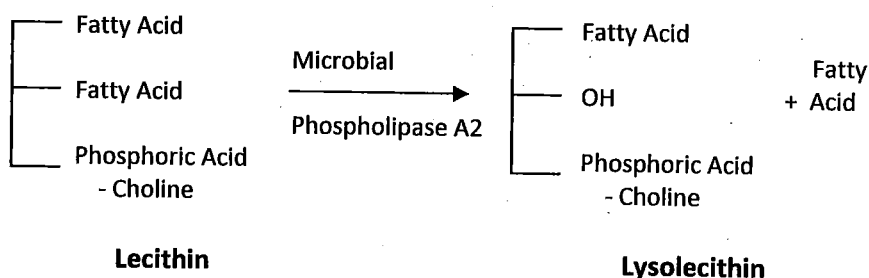 Fatty Acid
Fatty Acid
Phosphoric Acid
- Choline
Lecithin
Microbial
Phospholipase A2
Fatty Acid
OH
Phosphoric Acid
- Choline
Lysolecithin
Fatty
+ Acid